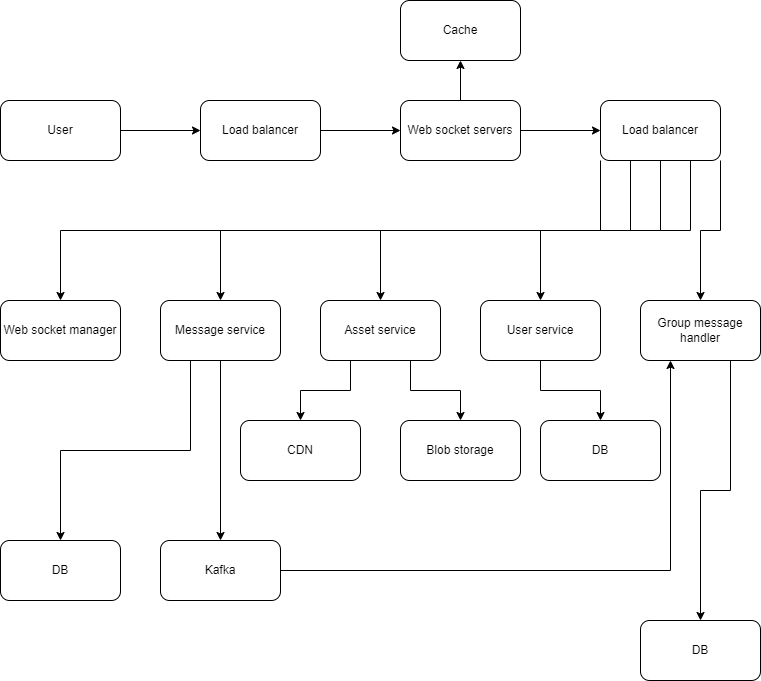 Cache
User
Load balancer
Web socket servers
Load balancer
Web socket manager
Message service
Asset service
User service
Group message
handler
CDN
Blob storage
DB
DB
Kafka
DB